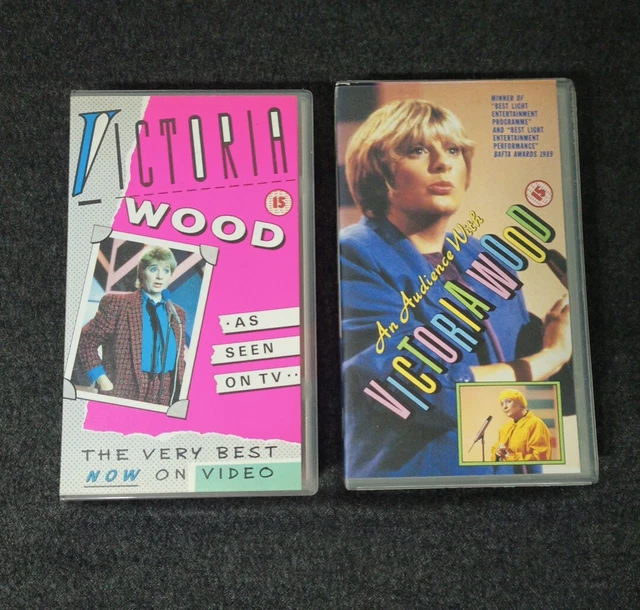 VICTORIA
WOOD
15
·AS
SEEN
ON TV··
THE VERY BEST
NOW ON VIDEO
WINNER OF
"BEST LIGHT
ENTERTAINMENT
PROGRAMME"
AND "BEST LIGHT
ENTERTAINMENT
PERFORMANCE"
BAFTA AWARDS 1989
15
An Audience With
VICTORIA WOOD